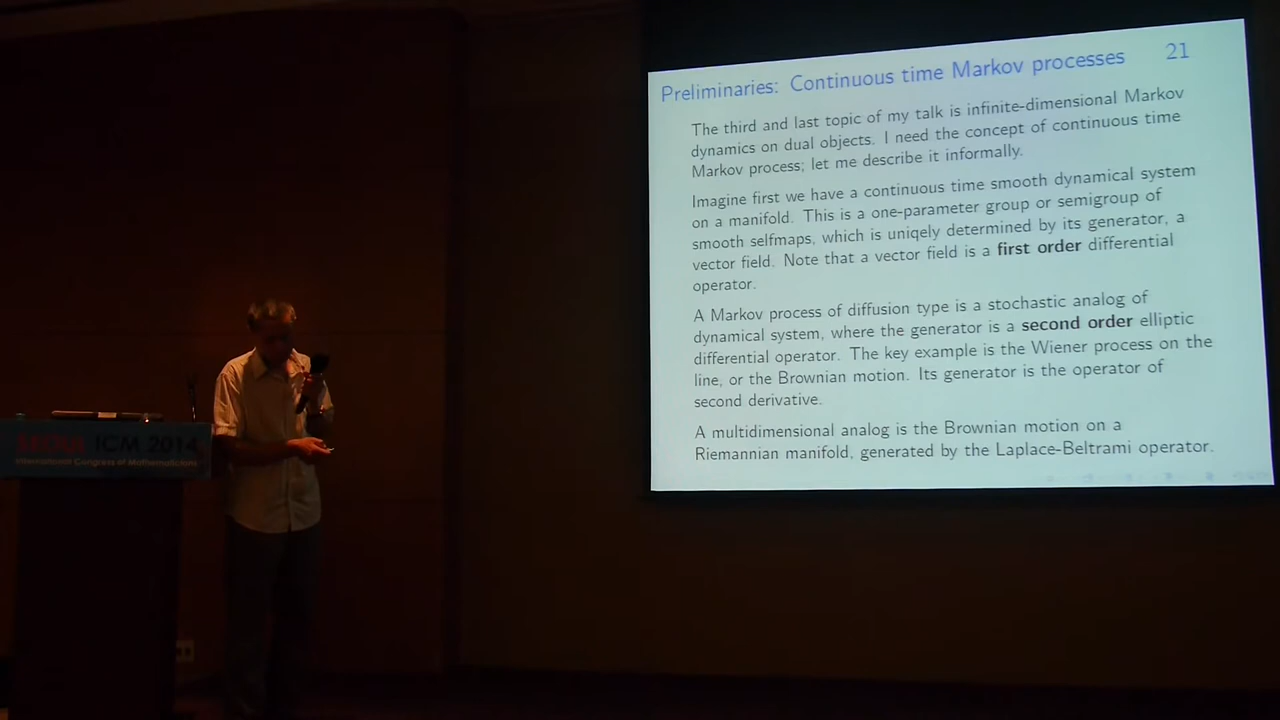 Preliminaries: Continuous time Markov processes 21
The third and last topic of my talk is infinite-dimensional Markov
dynamics on dual objects. I need the concept of continuous time
Markov process; let me describe it informally.
Imagine first we have a continuous time smooth dynamical system
on a manifold. This is a one-parameter group or semigroup of
smooth selfmaps, which is uniqely determined by its generator, a
vector field. Note that a vector field is a first order differential
operator.
A Markov process of diffusion type is a stochastic analog of
dynamical system, where the generator is a second order elliptic
differential operator. The key example is the Wiener process on the
line, or the Brownian motion. Its generator is the operator of
second derivative.
A multidimensional analog is the Brownian motion on a
Riemannian manifold, generated by the Laplace-Beltrami operator.
SEOUL ICM 2014
International Congress of Mathematicians